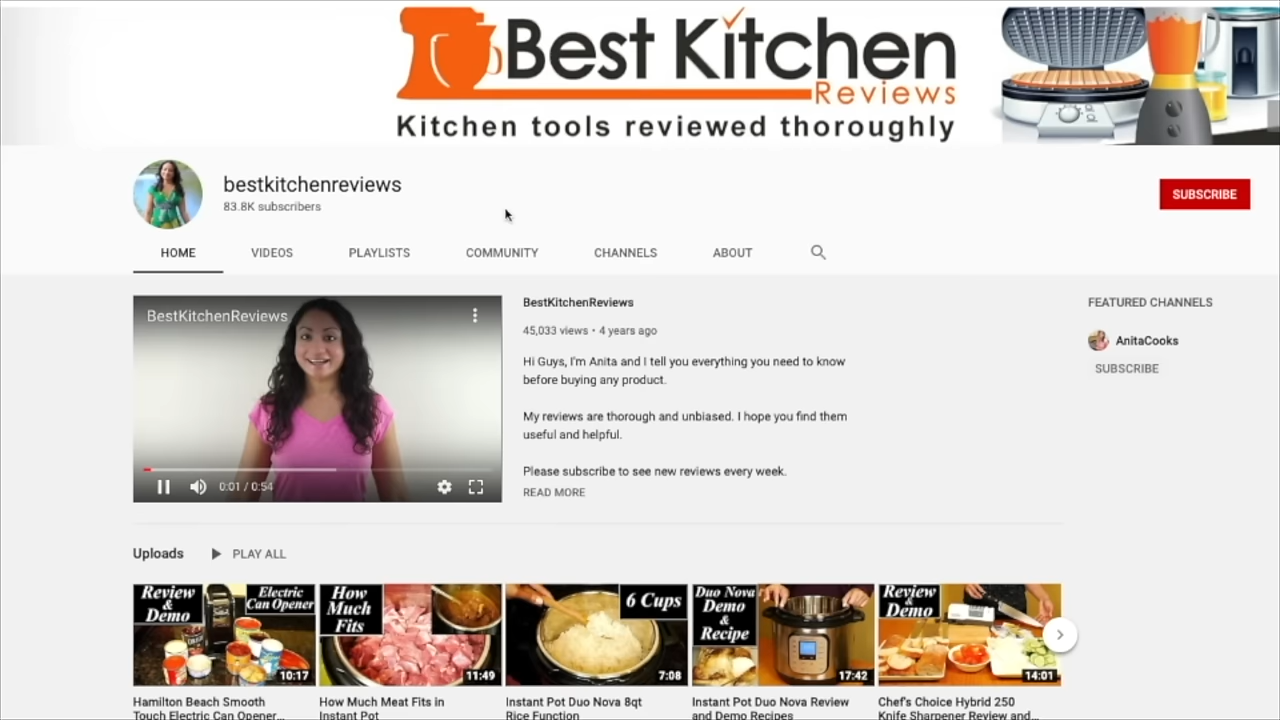 Best Kitchen
Reviews
Kitchen tools reviewed thoroughly
bestkitchenreviews
83.8K subscribers
SUBSCRIBE
HOME
VIDEOS
PLAYLISTS
COMMUNITY
CHANNELS
ABOUT
BestKitchenReviews
0:01 / 0:54
BestKitchenReviews
45,033 views • 4 years ago
Hi Guys, I'm Anita and I tell you everything you need to know
before buying any product.
My reviews are thorough and unbiased. I hope you find them
useful and helpful.
Please subscribe to see new reviews every week.
READ MORE
FEATURED CHANNELS
AnitaCooks
SUBSCRIBE
Uploads
PLAY ALL
Review
&
Demo
Electric
Can Opener
10:17
Hamilton Beach Smooth
Touch Electric Can Opener...
How
Much
Fits
11:49
How Much Meat Fits in
Instant Pot
6 Cups
7:08
Instant Pot Duo Nova 8qt
Rice Function
Duo Nova
Demo
&
Recipe
17:42
Instant Pot Duo Nova Review
and Demo Recipes
Review
&
Demo
14:01
Chef's Choice Hybrid 250
Knife Sharpener Review and...